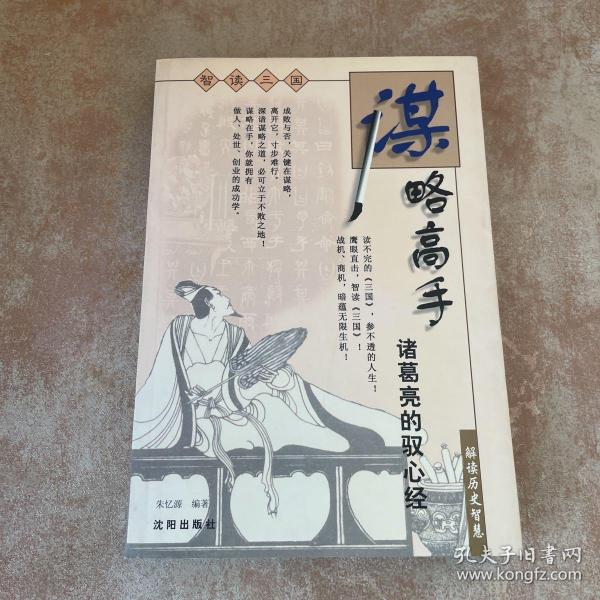 智读三国
谋略高手
诸葛亮的驭心经
成败与否，关键在谋略，
离开它，寸步难行。
深谙谋略之道，必可立于不败之地！
谋略在手，你就拥有
做人、处世、创业的成功学。
读不完的《三国》，参不透的人生！
鹰眼直击，智读《三国》！
战机、商机，暗蕴无限生机！
解读历史智慧
朱忆源 编著
沈阳出版社
孔夫子旧书网
www.kongfz.com